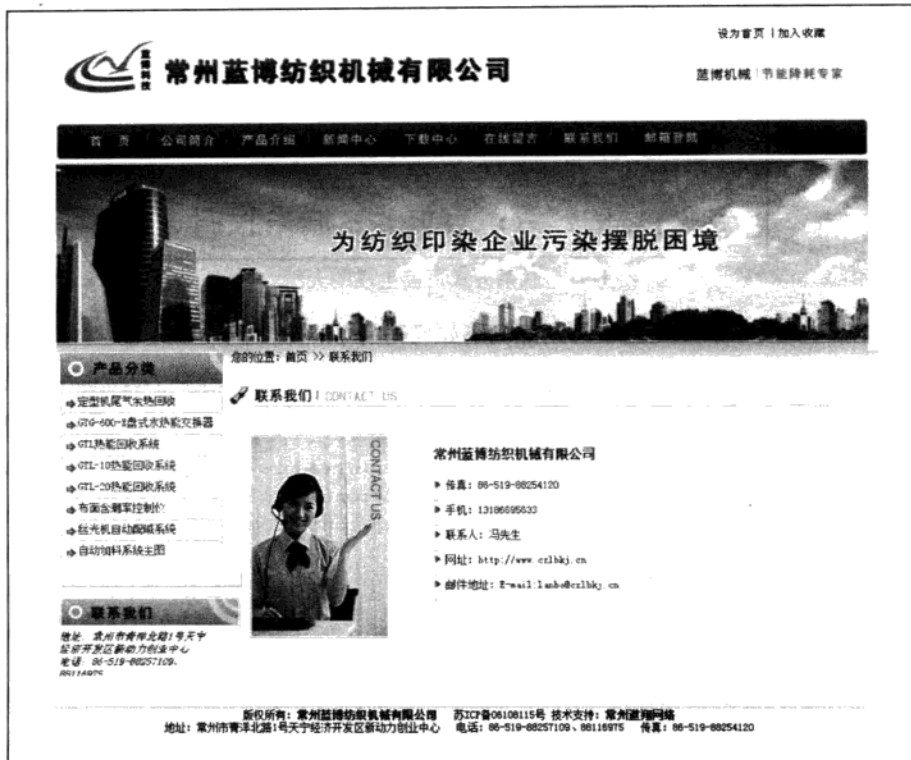 设为首页 | 加入收藏
蓝博科技
常州蓝博纺织机械有限公司
蓝博机械 | 节能降耗专家
首 页 公司简介 产品介绍 新闻中心 下载中心 在线留言 联系我们 邮箱登陆
为纺织印染企业污染摆脱困境
产品分类
定型机尾气余热回收
GTL热能回收系统
GTL-10热能回收系统
GTL-20热能回收系统
布面含潮率控制
丝光机自动配碱系统
自动加料系统主图
联系我们
地址: 常州市青洋北路1号天宁
经济开发区新动力创业中心
电话: 86-519-88257109、
88116975
您的位置: 首页 >> 联系我们
联系我们 | CONTACT US
CONTACT US
常州蓝博纺织机械有限公司
传真: 86-519-88254120
手机: 13186695633
联系人: 冯先生
网址: http://www.czlbkj.cn
邮件地址: E-mail:lanbo@czlbkj.cn
版权所有: 常州蓝博纺织机械有限公司 苏ICP备06108115号 技术支持: 常州蓝翔网络
地址: 常州市青洋北路1号天宁经济开发区新动力创业中心 电话: 86-519-88257109、88116975 传真: 86-519-88254120